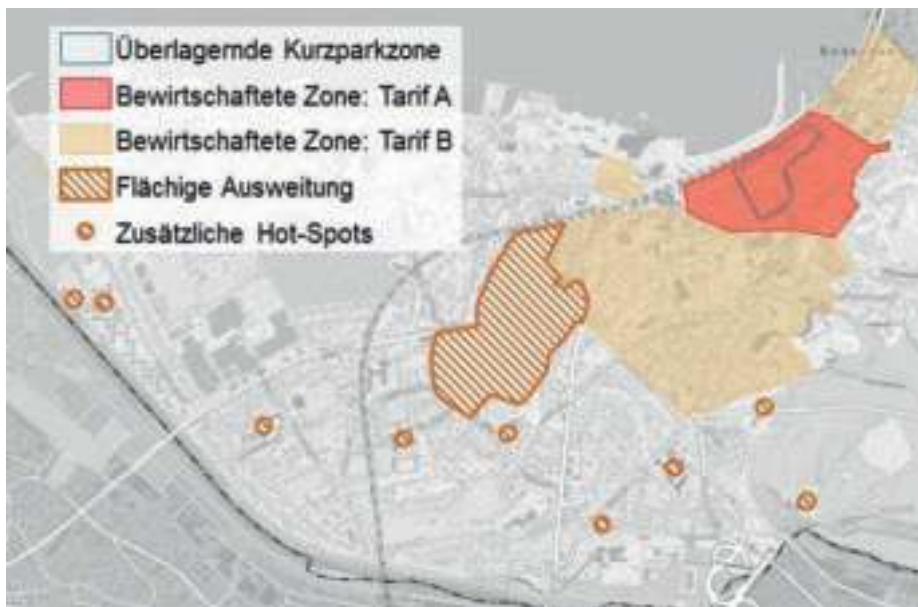 Überlagernde Kurzparkzone
Bewirtschaftete Zone: Tarif A
Bewirtschaftete Zone: Tarif B
Flächige Ausweitung
Zusätzliche Hot-Spots